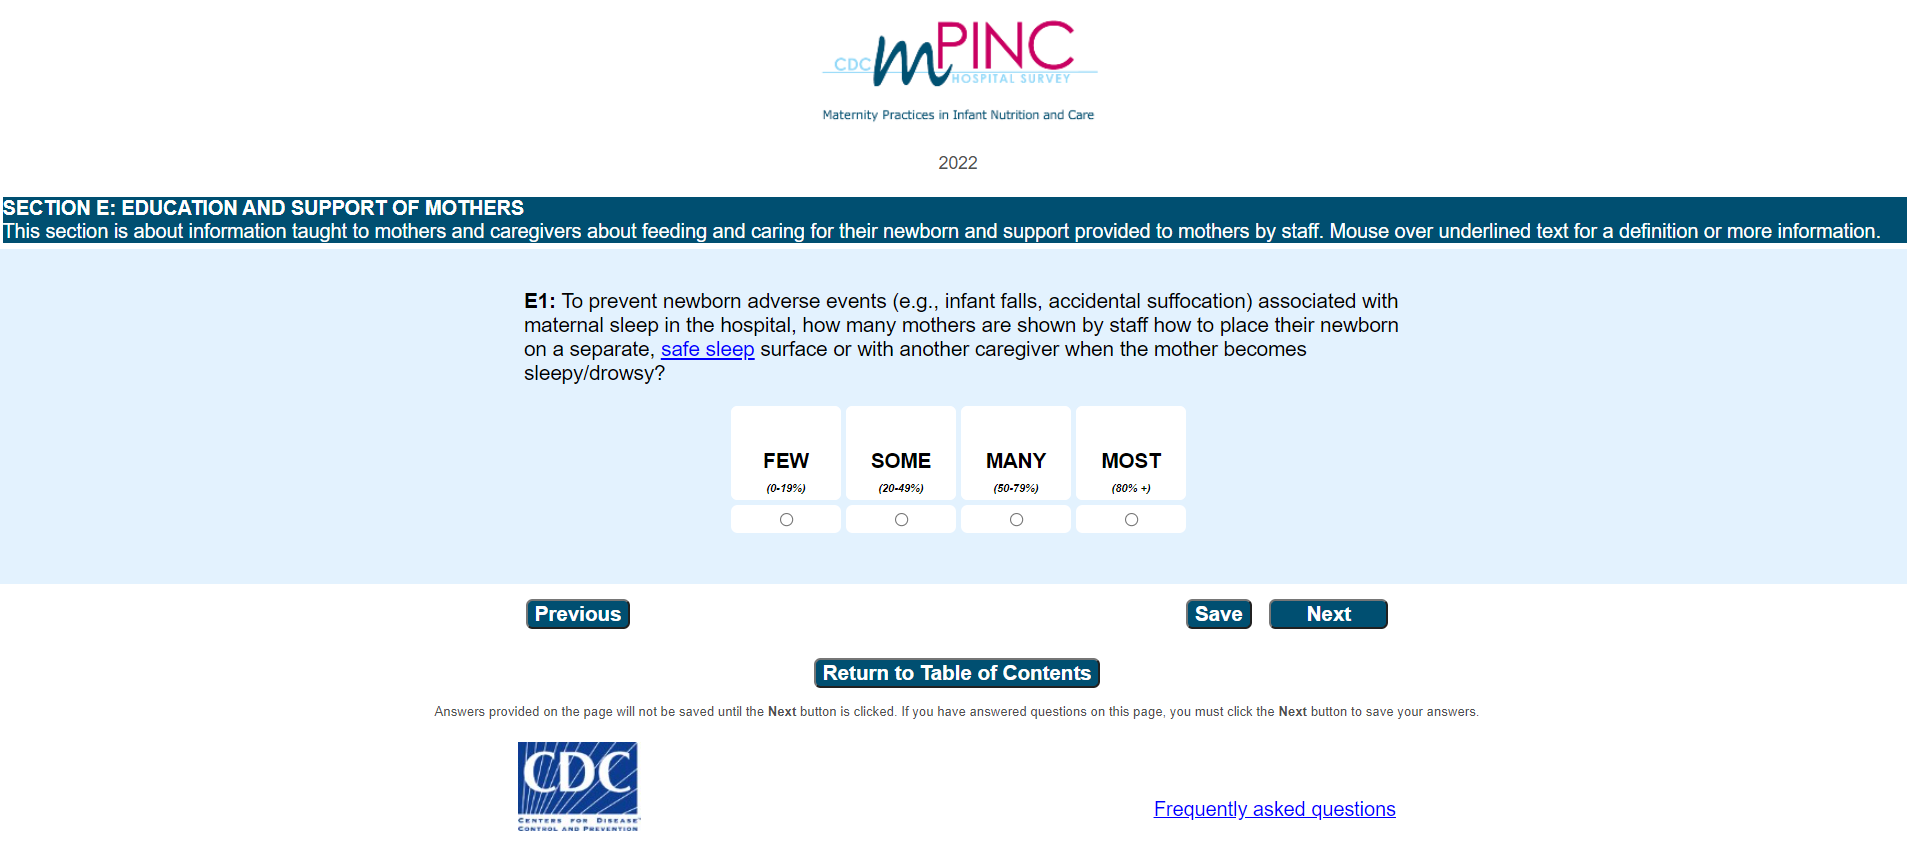 CDC mPINC
HOSPITAL SURVEY
Maternity Practices in Infant Nutrition and Care
2022
SECTION E: EDUCATION AND SUPPORT OF MOTHERS
This section is about information taught to mothers and caregivers about feeding and caring for their newborn and support provided to mothers by staff. Mouse over underlined text for a definition or more information.
E1: To prevent newborn adverse events (e.g., infant falls, accidental suffocation) associated with
maternal sleep in the hospital, how many mothers are shown by staff how to place their newborn
on a separate, safe sleep surface or with another caregiver when the mother becomes
sleepy/drowsy?
FEW SOME MANY MOST
(0-19%) (20-49%) (50-79%) (80% +)
Previous Save Next
Return to Table of Contents
Answers provided on the page will not be saved until the Next button is clicked. If you have answered questions on this page, you must click the Next button to save your answers.
CDC
CENTERS FOR DISEASE
CONTROL AND PREVENTION
Frequently asked questions